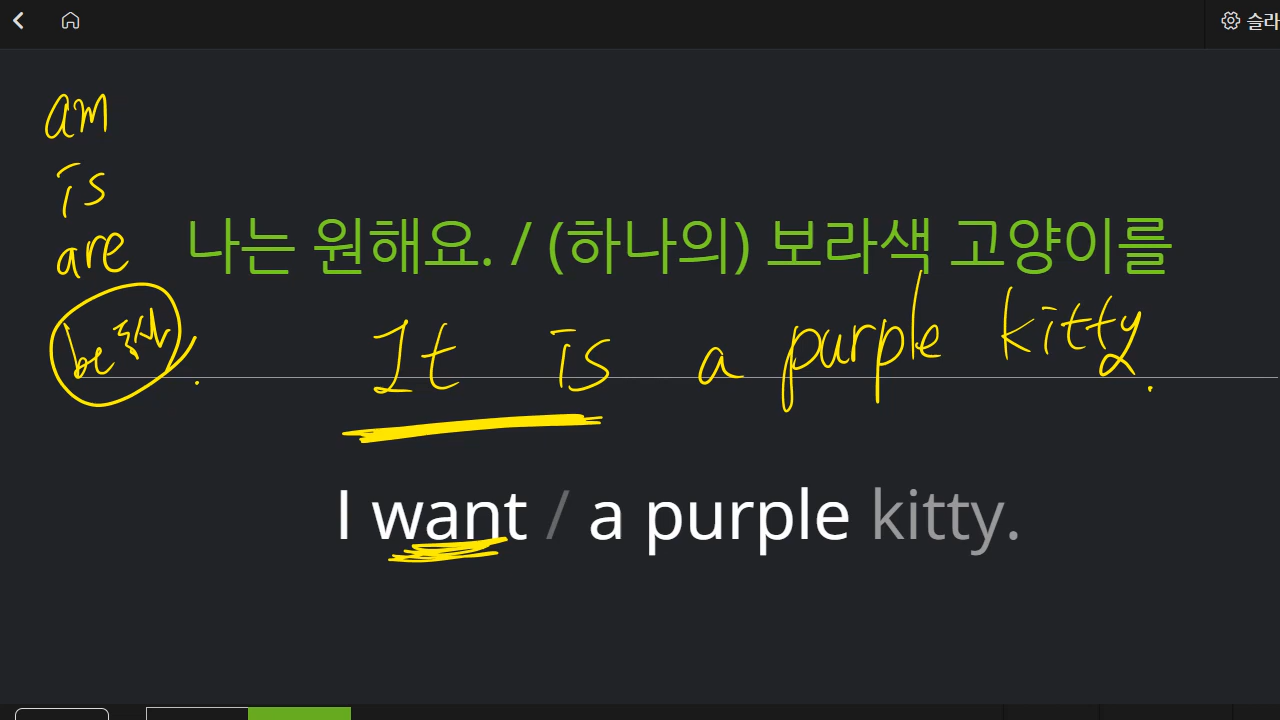 슬라
am
is
are
나는 원해요. / (하나의) 보라색 고양이를
be동사
It is a purple kitty.
I want / a purple kitty.